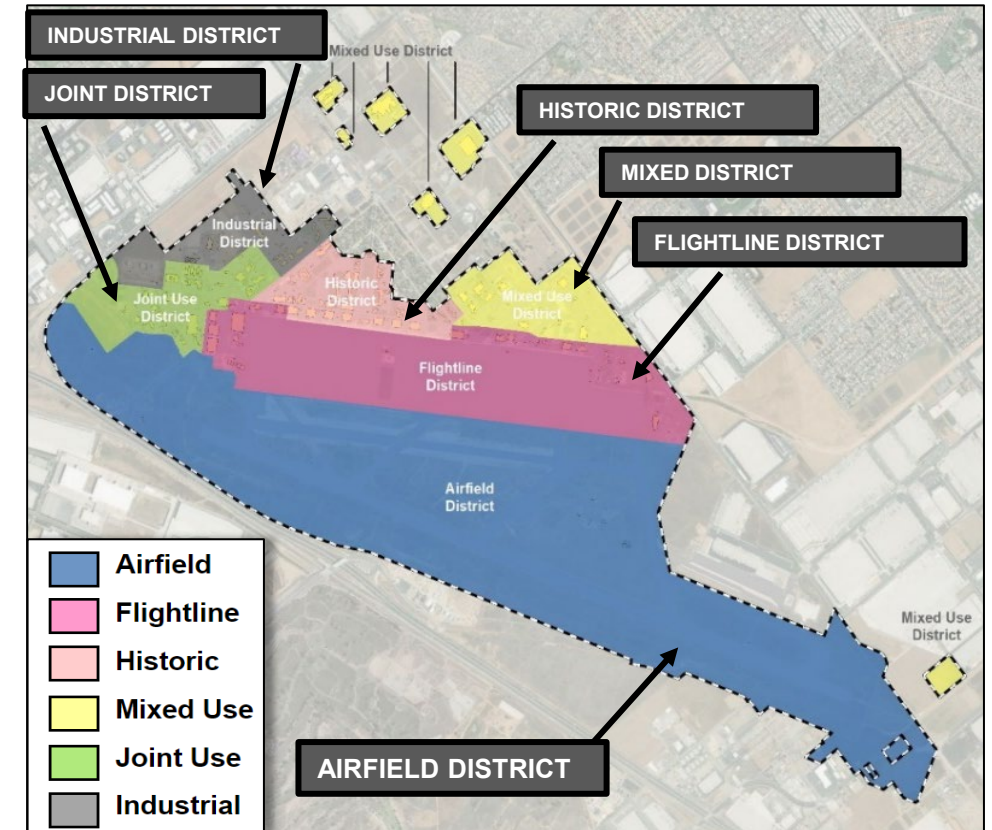 INDUSTRIAL DISTRICT
Mixed Use District
JOINT DISTRICT
HISTORIC DISTRICT
MIXED DISTRICT
FLIGHTLINE DISTRICT
Industrial
District
Historic
District
Joint Use
District
Mixed Use
District
Flightline
District
Airfield
District
Mixed Use
District
AIRFIELD DISTRICT
Airfield
Flightline
Historic
Mixed Use
Joint Use
Industrial